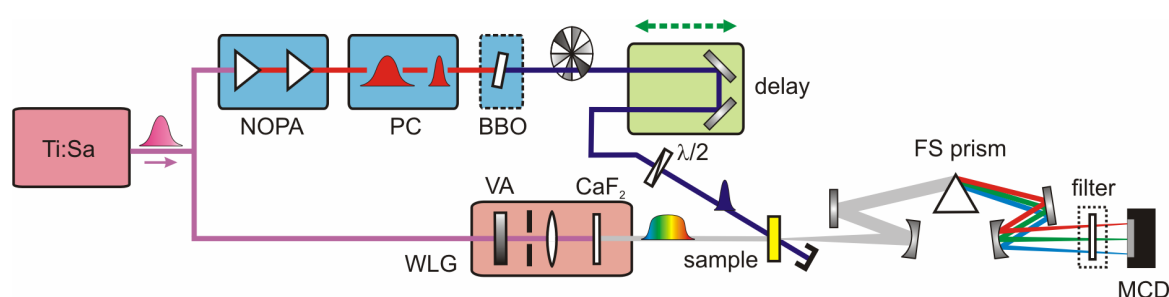 Ti:Sa
NOPA
PC
BBO
delay
λ/2
VA
CaF₂
WLG
sample
FS prism
filter
MCD